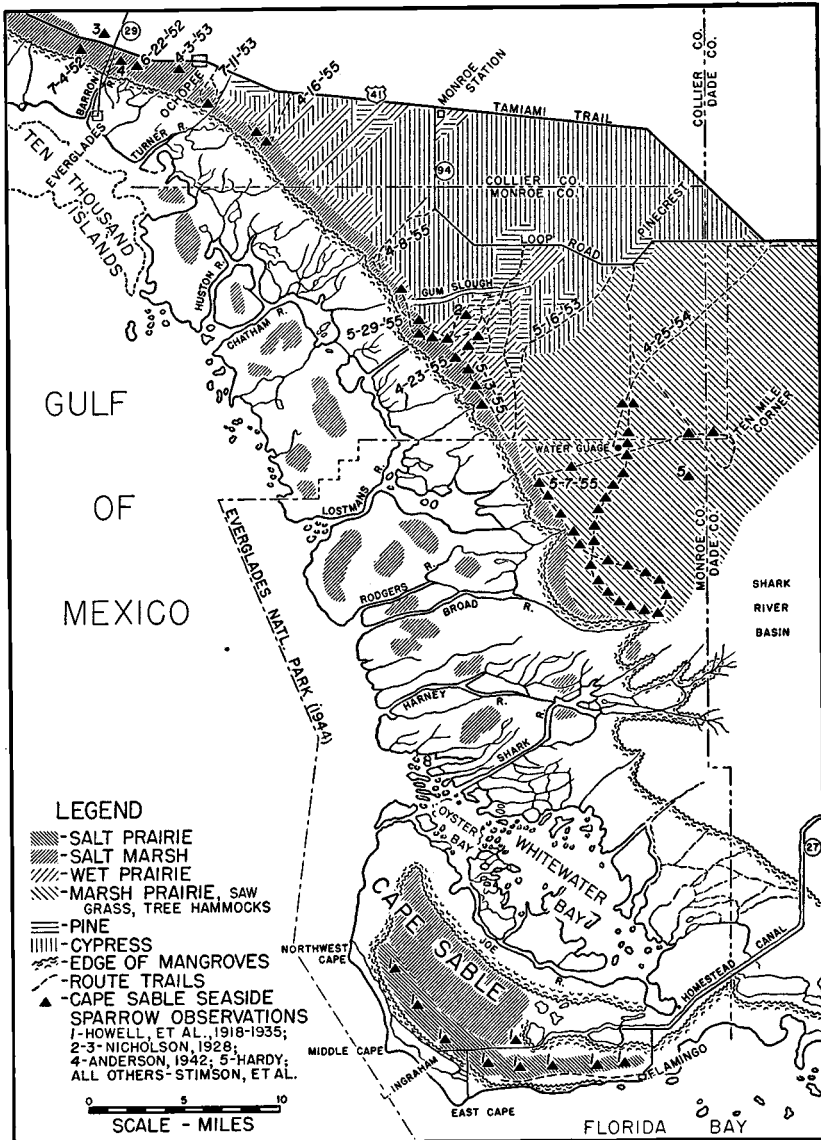 3
29
7-4-'52
4
6-22-'52
4-3-'53
7-11-'53
BARRON R.
OCHOPEE
4-16-'55
41
MONROE STATION
TAMIAMI TRAIL
COLLIER CO.
DADE CO.
EVERGLADES
TURNER R.
TEN THOUSAND ISLANDS
94
COLLIER CO.
MONROE CO.
PINECREST
LOOP ROAD
4-8-'55
HUSTON R.
GUM SLOUGH
CHATHAM R.
5-29-'55
2
5-16-'53
4-25-'54
4-23-'55
5-3-'55
TEN MILE CORNER
WATER GUAGE
5
5-7-'55
GULF
OF
MEXICO
LOSTMANS R.
EVERGLADES NATL. PARK (1944)
MONROE CO.
DADE CO.
RODGERS R.
BROAD R.
SHARK
RIVER
BASIN
HARNEY R.
SHARK R.
OYSTER BAY
WHITEWATER BAY
27
CAPE SABLE
JOE R.
NORTHWEST CAPE
HOMESTEAD CANAL
MIDDLE CAPE
INGRAHAM
FLAMINGO
EAST CAPE
FLORIDA BAY
LEGEND
-SALT PRAIRIE
-SALT MARSH
-WET PRAIRIE
-MARSH PRAIRIE, SAW
GRASS, TREE HAMMOCKS
-PINE
-CYPRESS
-EDGE OF MANGROVES
-ROUTE TRAILS
-CAPE SABLE SEASIDE
SPARROW OBSERVATIONS
1-HOWELL, ET AL., 1918-1935;
2-3-NICHOLSON, 1928;
4-ANDERSON, 1942; 5-HARDY;
ALL OTHERS-STIMSON, ET AL.
0 5 10
SCALE - MILES